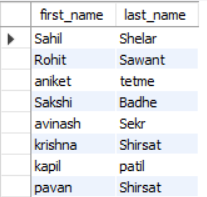 first_name last_name
Sahil Shelar
Rohit Sawant
aniket tetme
Sakshi Badhe
avinash Sekr
krishna Shirsat
kapil patil
pavan Shirsat